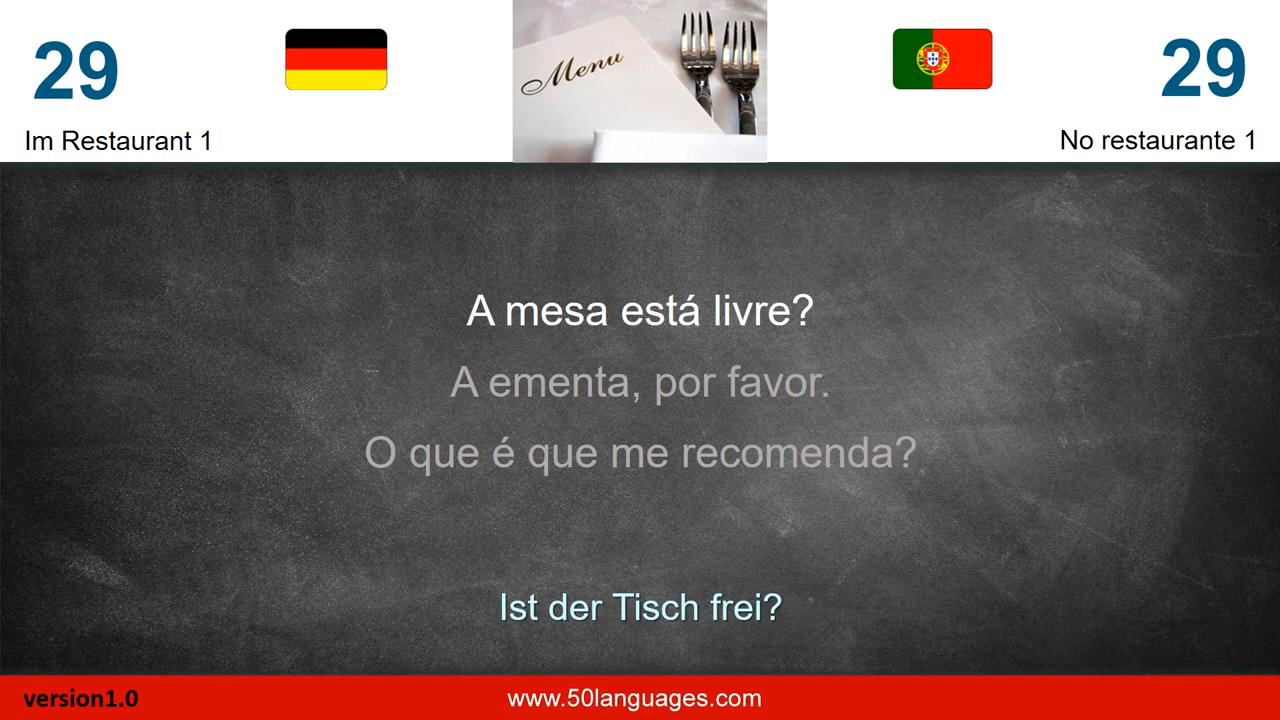 29
29
Menu
Im Restaurant 1
No restaurante 1
A mesa está livre?
A ementa, por favor.
O que é que me recomenda?
Ist der Tisch frei?
version1.0
www.50languages.com